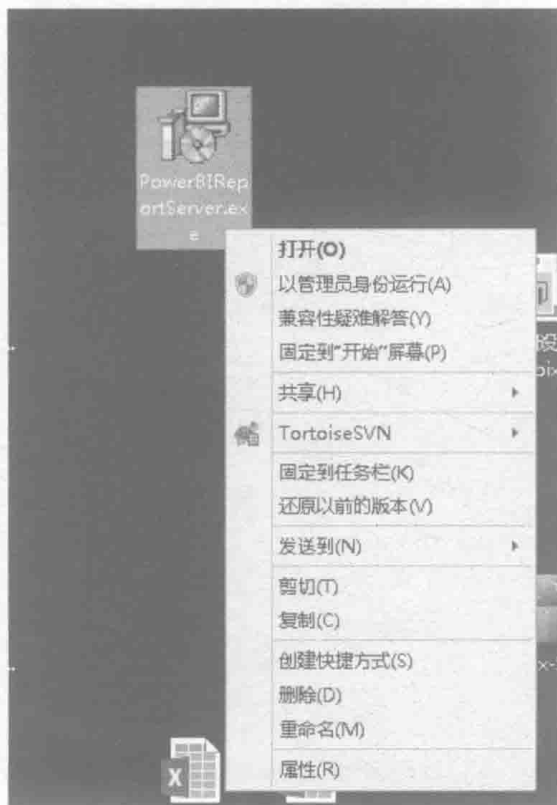 PowerBIRep
ortServer.ex
e
打开(O)
以管理员身份运行(A)
兼容性疑难解答(Y)
固定到"开始"屏幕(P)
共享(H)
TortoiseSVN
固定到任务栏(K)
还原以前的版本(V)
发送到(N)
剪切(T)
复制(C)
创建快捷方式(S)
删除(D)
重命名(M)
属性(R)